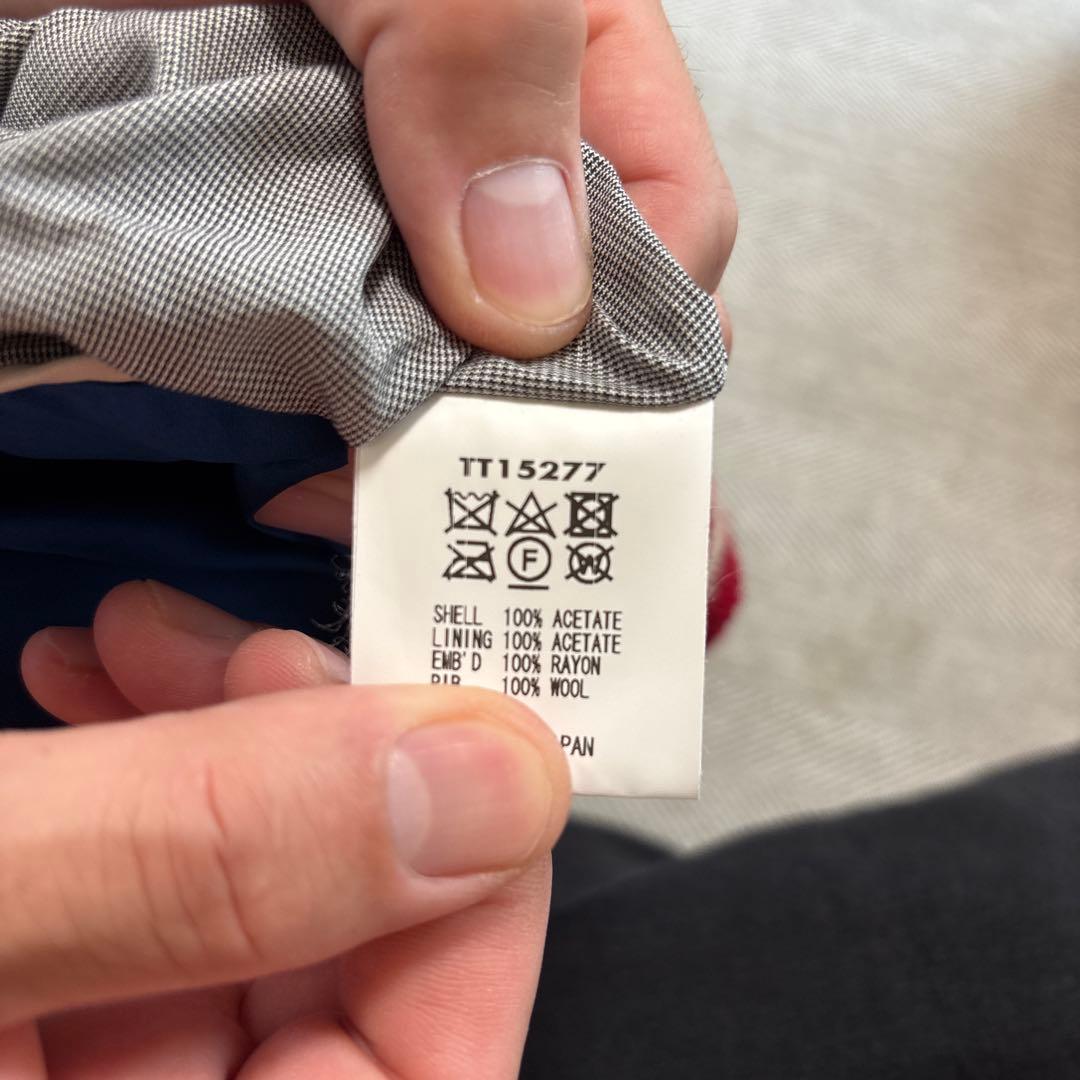 TT15277
F W
SHELL 100% ACETATE
LINING 100% ACETATE
EMB'D 100% RAYON
RIB 100% WOOL
PAN